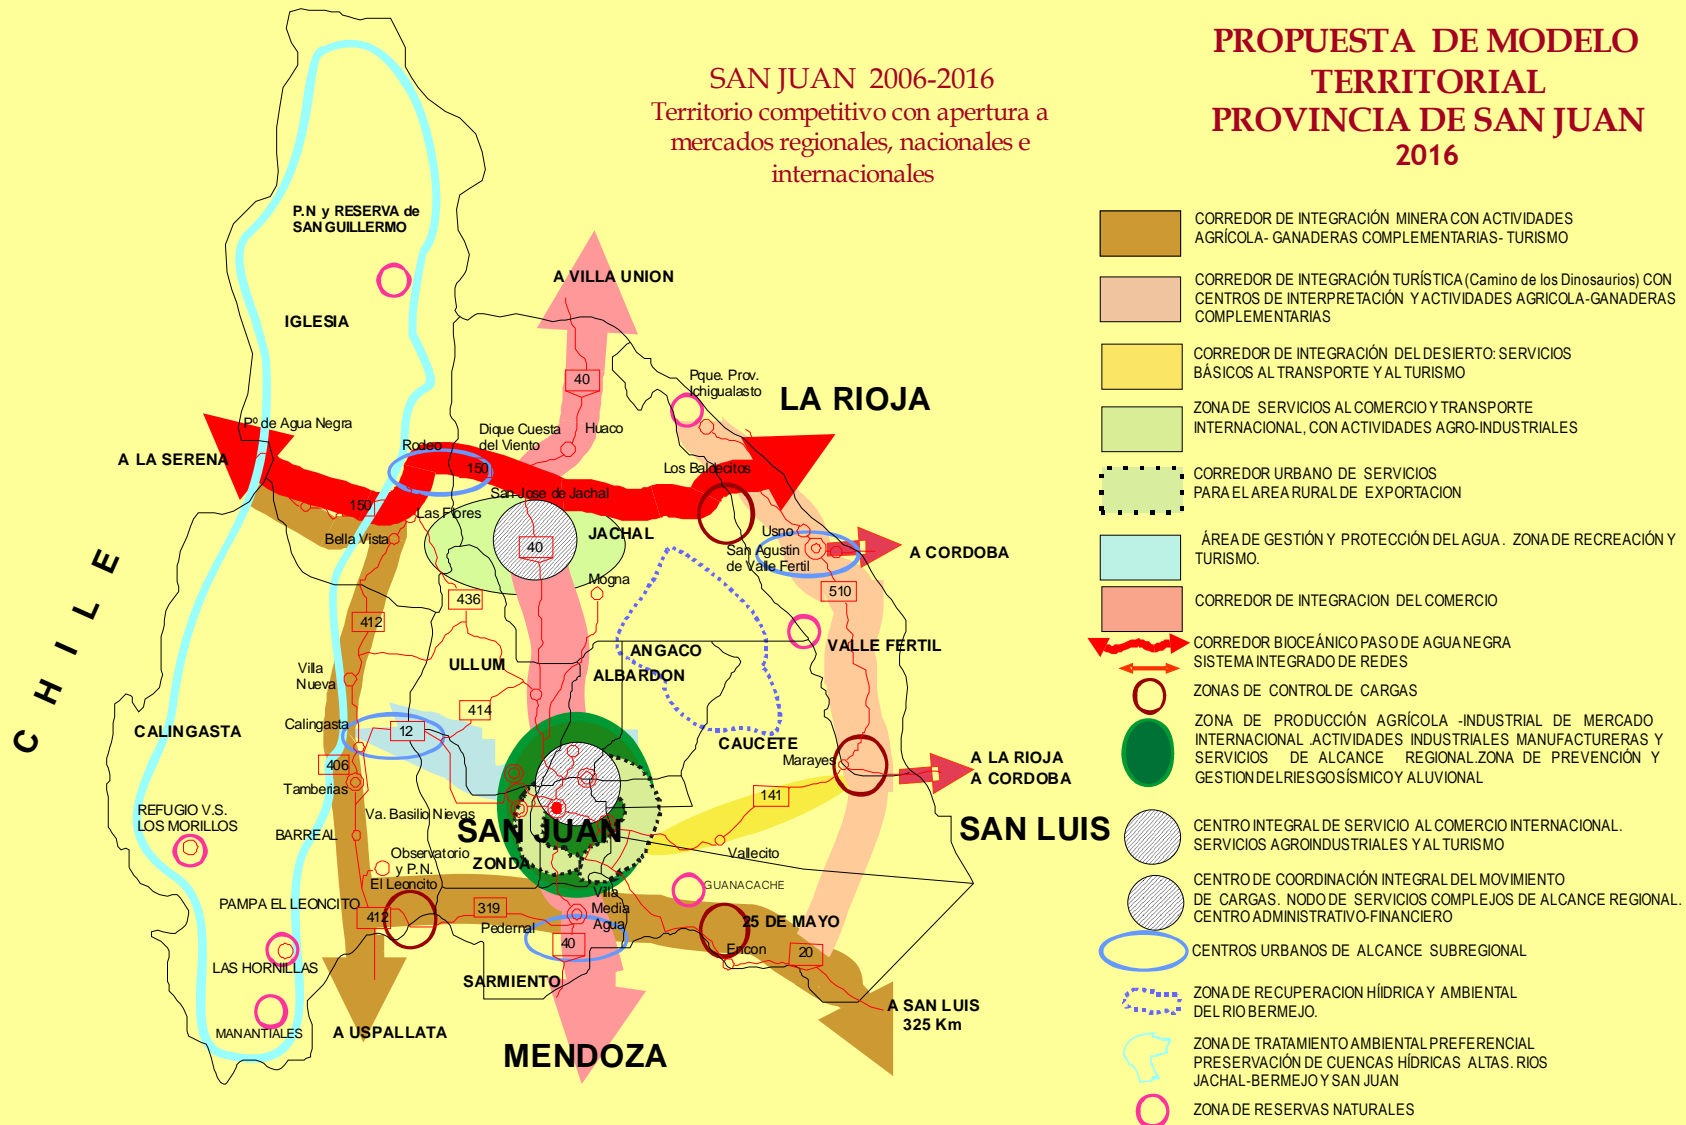 PROPUESTA DE MODELO
TERRITORIAL
PROVINCIA DE SAN JUAN
2016
SAN JUAN 2006-2016
Territorio competitivo con apertura a
mercados regionales, nacionales e
internacionales
P.N y RESERVA de
SAN GUILLERMO
IGLESIA
A VILLA UNION
40
Pque. Prov.
Ichigualasto
LA RIOJA
Pº de Agua Negra
Rodeo
Dique Cuesta
del Viento
Huaco
A LA SERENA
150
Los Baldecitos
San Jose de Jachal
150
Las Flores
Bella Vista
JACHAL
40
Usno
San Agustin
de Valle Fertil
A CORDOBA
CHILE
Mogna
436
510
412
ULLUM
ANGACO
ALBARDON
VALLE FERTIL
Villa
Nueva
414
Calingasta
12
CALINGASTA
CAUCETE
Marayes
A LA RIOJA
A CORDOBA
406
Tamberias
141
REFUGIO V.S.
LOS MORILLOS
Va. Basilio Nievas
BARREAL
SAN JUAN
SAN LUIS
Observatorio
y P.N.
El Leoncito
ZONDA
Vallecito
GUANACACHE
PAMPA EL LEONCITO
412
319
Pedernal
Villa
Media
Agua
25 DE MAYO
40
Encon
20
LAS HORNILLAS
SARMIENTO
MANANTIALES
A USPALLATA
MENDOZA
A SAN LUIS
325 Km
CORREDOR DE INTEGRACIÓN MINERA CON ACTIVIDADES
AGRÍCOLA- GANADERAS COMPLEMENTARIAS- TURISMO
CORREDOR DE INTEGRACIÓN TURÍSTICA (Camino de los Dinosaurios) CON
CENTROS DE INTERPRETACIÓN Y ACTIVIDADES AGRICOLA-GANADERAS
COMPLEMENTARIAS
CORREDOR DE INTEGRACIÓN DEL DESIERTO: SERVICIOS
BÁSICOS AL TRANSPORTE Y AL TURISMO
ZONA DE SERVICIOS AL COMERCIO Y TRANSPORTE
INTERNACIONAL, CON ACTIVIDADES AGRO-INDUSTRIALES
CORREDOR URBANO DE SERVICIOS
PARA EL AREA RURAL DE EXPORTACION
ÁREA DE GESTIÓN Y PROTECCIÓN DEL AGUA. ZONA DE RECREACIÓN Y
TURISMO.
CORREDOR DE INTEGRACION DEL COMERCIO
CORREDOR BIOCEÁNICO PASO DE AGUA NEGRA
SISTEMA INTEGRADO DE REDES
ZONAS DE CONTROL DE CARGAS
ZONA DE PRODUCCIÓN AGRÍCOLA -INDUSTRIAL DE MERCADO
INTERNACIONAL .ACTIVIDADES INDUSTRIALES MANUFACTURERAS Y
SERVICIOS DE ALCANCE REGIONAL.ZONA DE PREVENCIÓN Y
GESTION DEL RIESGO SÍSMICO Y ALUVIONAL
CENTRO INTEGRAL DE SERVICIO AL COMERCIO INTERNACIONAL.
SERVICIOS AGROINDUSTRIALES Y AL TURISMO
CENTRO DE COORDINACIÓN INTEGRAL DEL MOVIMIENTO
DE CARGAS. NODO DE SERVICIOS COMPLEJOS DE ALCANCE REGIONAL.
CENTRO ADMINISTRATIVO-FINANCIERO
CENTROS URBANOS DE ALCANCE SUBREGIONAL
ZONA DE RECUPERACION HÍIDRICA Y AMBIENTAL
DEL RIO BERMEJO.
ZONA DE TRATAMIENTO AMBIENTAL PREFERENCIAL
PRESERVACIÓN DE CUENCAS HÍDRICAS ALTAS. RIOS
JACHAL-BERMEJO Y SAN JUAN
ZONA DE RESERVAS NATURALES